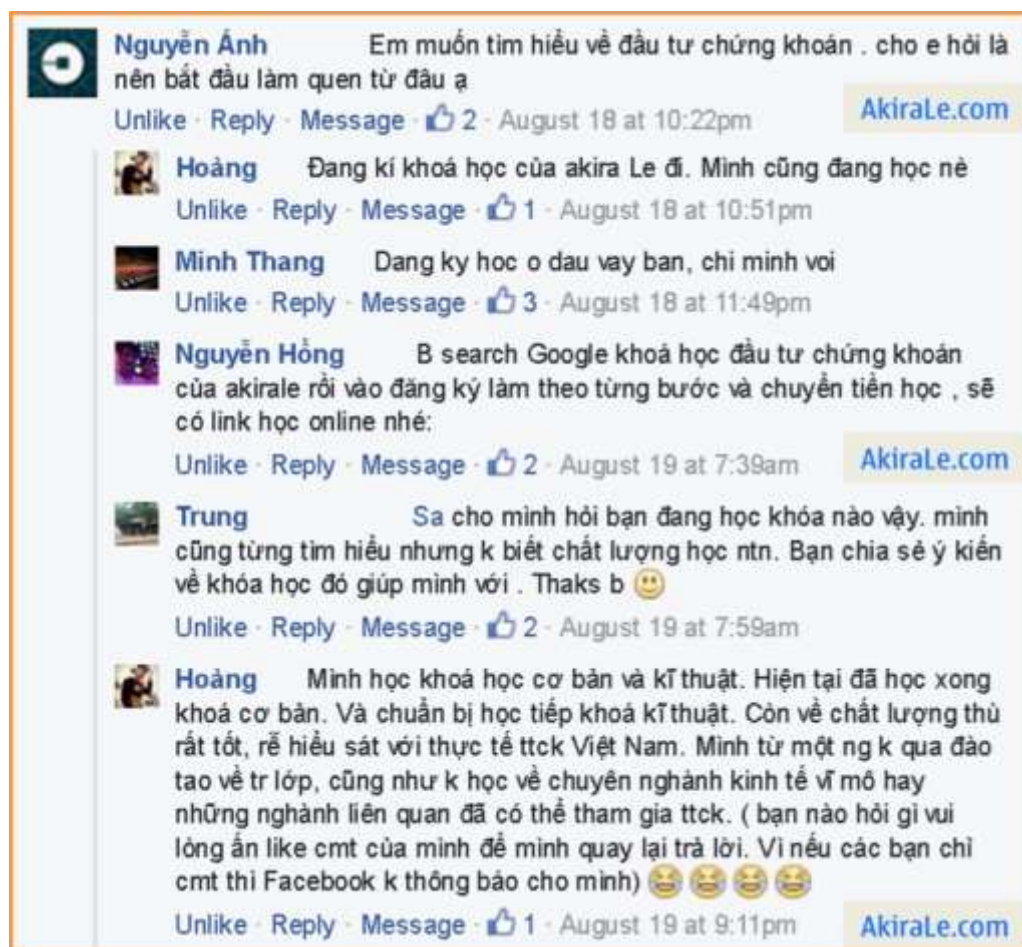 Nguyễn Ánh Em muốn tìm hiểu về đầu tư chứng khoán . cho e hỏi là
nên bắt đầu làm quen từ đâu ạ
Unlike · Reply · Message · 2 · August 18 at 10:22pm
AkiraLe.com
Hoàng Đang kí khoá học của akira Le đi. Mình cũng đang học nè
Unlike · Reply · Message · 1 · August 18 at 10:51pm
Minh Thang Dang ky hoc o dau vay ban, chi minh voi
Unlike · Reply · Message · 3 · August 18 at 11:49pm
Nguyễn Hồng B search Google khoá học đầu tư chứng khoán
của akirale rồi vào đăng ký làm theo từng bước và chuyển tiền học , sẽ
có link học online nhé:
Unlike · Reply · Message · 2 · August 19 at 7:39am
AkiraLe.com
Trung Sa cho mình hỏi bạn đang học khóa nào vậy. mình
cũng từng tìm hiểu nhưng k biết chất lượng học ntn. Bạn chia sẻ ý kiến
về khóa học đó giúp mình với . Thaks b
Unlike · Reply · Message · 2 · August 19 at 7:59am
Hoàng Mình học khoá học cơ bản và kĩ thuật. Hiện tại đã học xong
khoá cơ bản. Và chuẩn bị học tiếp khoá kĩ thuật. Còn về chất lượng thù
rất tốt, rễ hiểu sát với thực tế ttck Việt Nam. Mình từ một ng k qua đào
tao về tr lớp, cũng như k học về chuyên nghành kinh tế vĩ mô hay
những nghành liên quan đã có thể tham gia ttck. ( bạn nào hỏi gì vui
lòng ấn like cmt của mình để mình quay lại trả lời. Vì nếu các bạn chỉ
cmt thì Facebook k thông báo cho mình)
Unlike · Reply · Message · 1 · August 19 at 9:11pm
AkiraLe.com